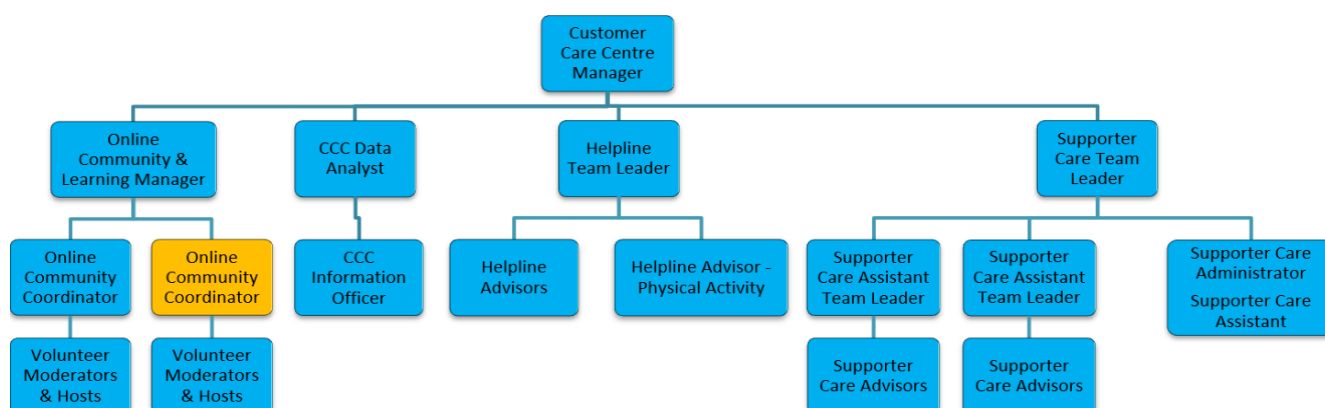 Customer
Care Centre
Manager
Online
Community &
Learning Manager
CCC Data
Analyst
Helpline
Team Leader
Supporter
Care Team
Leader
Online
Community
Coordinator
Online
Community
Coordinator
CCC
Information
Officer
Helpline
Advisors
Helpline Advisor -
Physical Activity
Supporter
Care Assistant
Team Leader
Supporter
Care Assistant
Team Leader
Supporter Care
Administrator
Supporter Care
Assistant
Volunteer
Moderators
& Hosts
Volunteer
Moderators
& Hosts
Supporter
Care Advisors
Supporter
Care Advisors